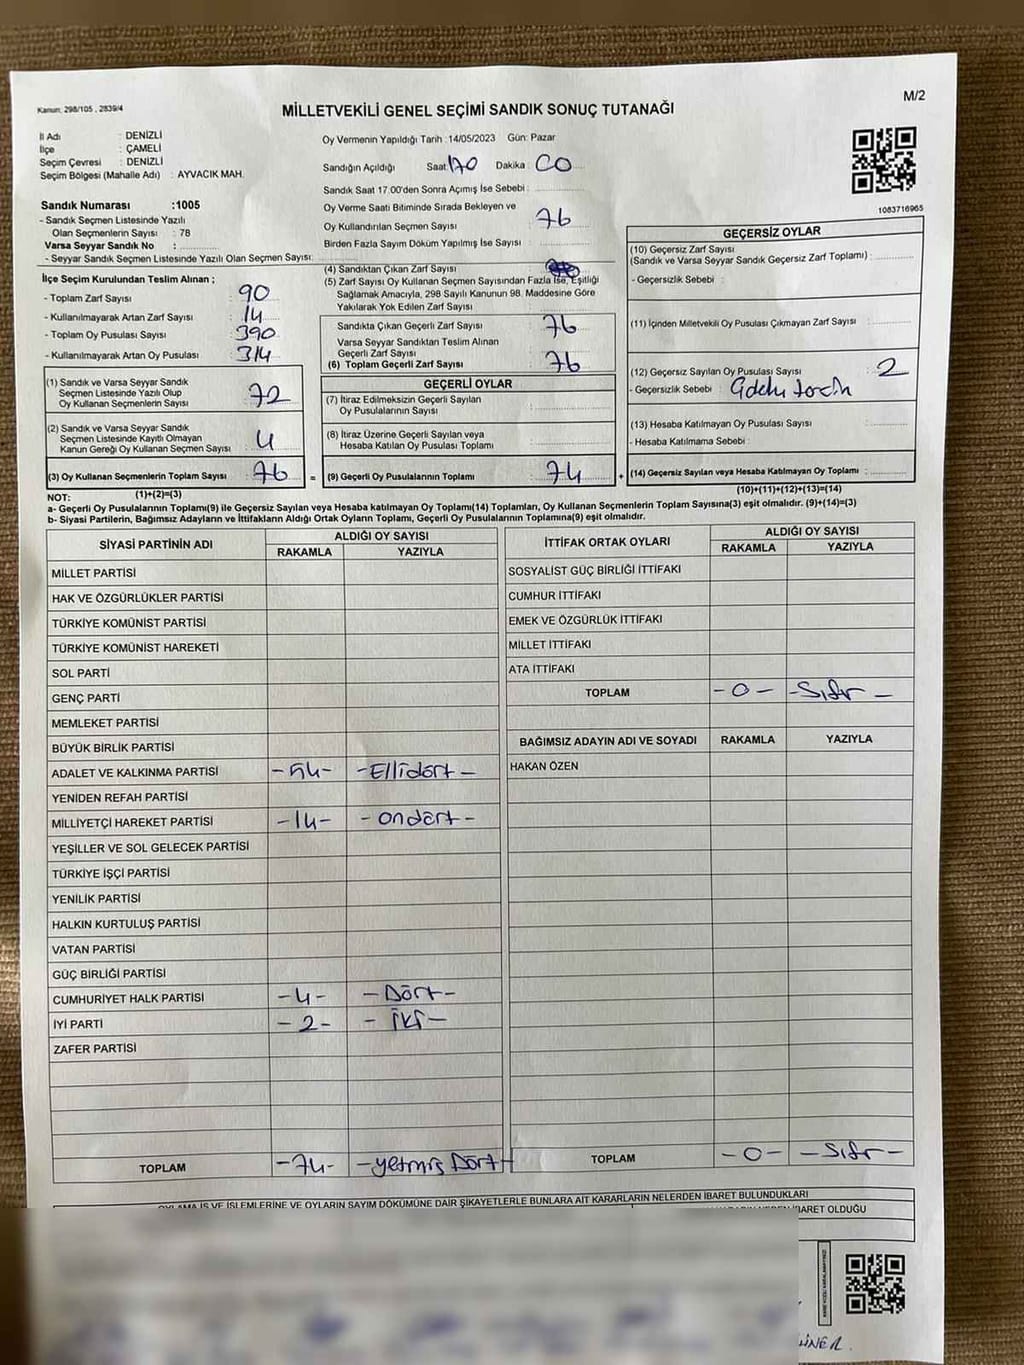 M/2
Kanun: 298/105 , 2839/4
MİLLETVEKİLİ GENEL SEÇİMİ SANDIK SONUÇ TUTANAĞI
İl Adı : DENİZLİ
İlçe : ÇAMELİ
Seçim Çevresi : DENİZLİ
Seçim Bölgesi (Mahalle Adı) : AYVACIK MAH.
Sandık Numarası :1005
- Sandık Seçmen Listesinde Yazılı
Olan Seçmenlerin Sayısı : 78
Varsa Seyyar Sandık No :
- Seyyar Sandık Seçmen Listesinde Yazılı Olan Seçmen Sayısı:
Oy Vermenin Yapıldığı Tarih :14/05/2023 Gün: Pazar
Sandığın Açıldığı Saat: Dakika :
Sandık Saat 17.00'den Sonra Açımış İse Sebebi :
Oy Verme Saati Bitiminde Sırada Bekleyen ve
Oy Kullandırılan Seçmen Sayısı : 76
Birden Fazla Sayım Döküm Yapılmış İse Sayısı :
1083716965
İlçe Seçim Kurulundan Teslim Alınan ;
- Toplam Zarf Sayısı : 90
- Kullanılmayarak Artan Zarf Sayısı : 14
- Toplam Oy Pusulası Sayısı : 390
- Kullanılmayarak Artan Oy Pusulası : 314
(1) Sandık ve Varsa Seyyar Sandık
Seçmen Listesinde Yazılı Olup
Oy Kullanan Seçmenlerin Sayısı : 72
(2) Sandık ve Varsa Seyyar Sandık
Seçmen Listesinde Kayıtlı Olmayan
Kanun Gereği Oy Kullanan Seçmen Sayısı : 4
(3) Oy Kullanan Seçmenlerin Toplam Sayısı : 76
(1)+(2)=(3)
(4) Sandıktan Çıkan Zarf Sayısı
(5) Zarf Sayısı Oy Kullanan Seçmen Sayısından Fazla İse, Eşitliği
Sağlamak Amacıyla, 298 Sayılı Kanunun 98. Maddesine Göre
Yakılarak Yok Edilen Zarf Sayısı :
Sandıkta Çıkan Geçerli Zarf Sayısı : 76
Varsa Seyyar Sandıktan Teslim Alınan
Geçerli Zarf Sayısı :
(6) Toplam Geçerli Zarf Sayısı : 76
GEÇERLİ OYLAR
(7) İtiraz Edilmeksizin Geçerli Sayılan
Oy Pusulalarının Sayısı :
(8) İtiraz Üzerine Geçerli Sayılan veya
Hesaba Katılan Oy Pusulası Toplamı :
= (9) Geçerli Oy Pusulalarının Toplamı : 74
GEÇERSİZ OYLAR
(10) Geçersiz Zarf Sayısı
(Sandık ve Varsa Seyyar Sandık Geçersiz Zarf Toplamı) :
- Geçersizlik Sebebi :
(11) İçinden Milletvekili Oy Pusulası Çıkmayan Zarf Sayısı :
(12) Geçersiz Sayılan Oy Pusulası Sayısı : 2
- Geçersizlik Sebebi :
(13) Hesaba Katılmayan Oy Pusulası Sayısı :
- Hesaba Katılmama Sebebi :
+ (14) Geçersiz Sayılan veya Hesaba Katılmayan Oy Toplamı :
(10)+(11)+(12)+(13)=(14)
NOT:
a- Geçerli Oy Pusulalarının Toplamı(9) ile Geçersiz Sayılan veya Hesaba katılmayan Oy Toplamı(14) Toplamları, Oy Kullanan Seçmenlerin Toplam Sayısına(3) eşit olmalıdır. (9)+(14)=(3)
b- Siyasi Partilerin, Bağımsız Adayların ve İttifakların Aldığı Ortak Oyların Toplamı, Geçerli Oy Pusulalarının Toplamına(9) eşit olmalıdır.
SİYASİ PARTİNİN ADI ALDIĞI OY SAYISI
RAKAMLA YAZIYLA
MİLLET PARTİSİ
HAK VE ÖZGÜRLÜKLER PARTİSİ
TÜRKİYE KOMÜNİST PARTİSİ
TÜRKİYE KOMÜNİST HAREKETİ
SOL PARTİ
GENÇ PARTİ
MEMLEKET PARTİSİ
BÜYÜK BİRLİK PARTİSİ
ADALET VE KALKINMA PARTİSİ -54- -Ellidört-
YENİDEN REFAH PARTİSİ
MİLLİYETÇİ HAREKET PARTİSİ -14- -ondört-
YEŞİLLER VE SOL GELECEK PARTİSİ
TÜRKİYE İŞÇİ PARTİSİ
YENİLİK PARTİSİ
HALKIN KURTULUŞ PARTİSİ
VATAN PARTİSİ
GÜÇ BİRLİĞİ PARTİSİ
CUMHURİYET HALK PARTİSİ -4- -Dört-
İYİ PARTİ -2- -İki-
ZAFER PARTİSİ
TOPLAM -74- -yetmiş Dört-
İTTİFAK ORTAK OYLARI ALDIĞI OY SAYISI
RAKAMLA YAZIYLA
SOSYALİST GÜÇ BİRLİĞİ İTTİFAKI
CUMHUR İTTİFAKI
EMEK VE ÖZGÜRLÜK İTTİFAKI
MİLLET İTTİFAKI
ATA İTTİFAKI
TOPLAM -0- -Sıfır-
BAĞIMSIZ ADAYIN ADI VE SOYADI RAKAMLA YAZIYLA
HAKAN ÖZEN
TOPLAM -0- -Sıfır-
İŞ VE İŞLEMLERİNE VE OYLARIN SAYIM DÖKÜMÜNE DAİR ŞİKAYETLERLE BUNLARA AİT KARARLARIN NELERDEN İBARET BULUNDUKLARI
İBARET OLDUĞU